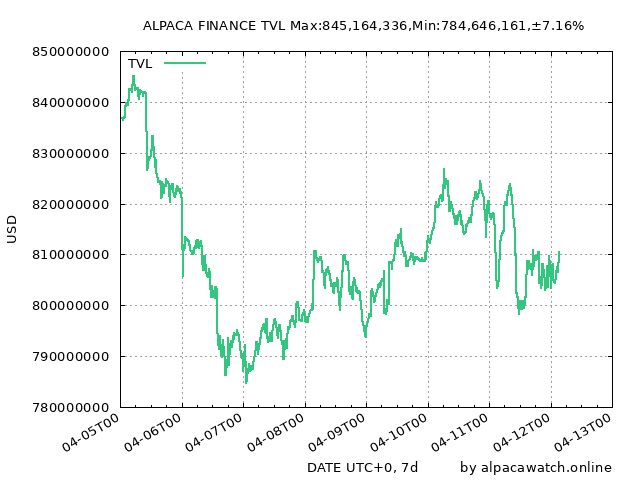 ALPACA FINANCE TVL Max:845,164,336,Min:784,646,161,±7.16%
850000000
TVL
840000000
830000000
820000000
810000000
800000000
790000000
780000000
USD
04-05T00
04-06T00
04-07T00
04-08T00
04-09T00
04-10T00
04-11T00
04-12T00
04-13T00
DATE UTC+0, 7d
by alpacawatch.online